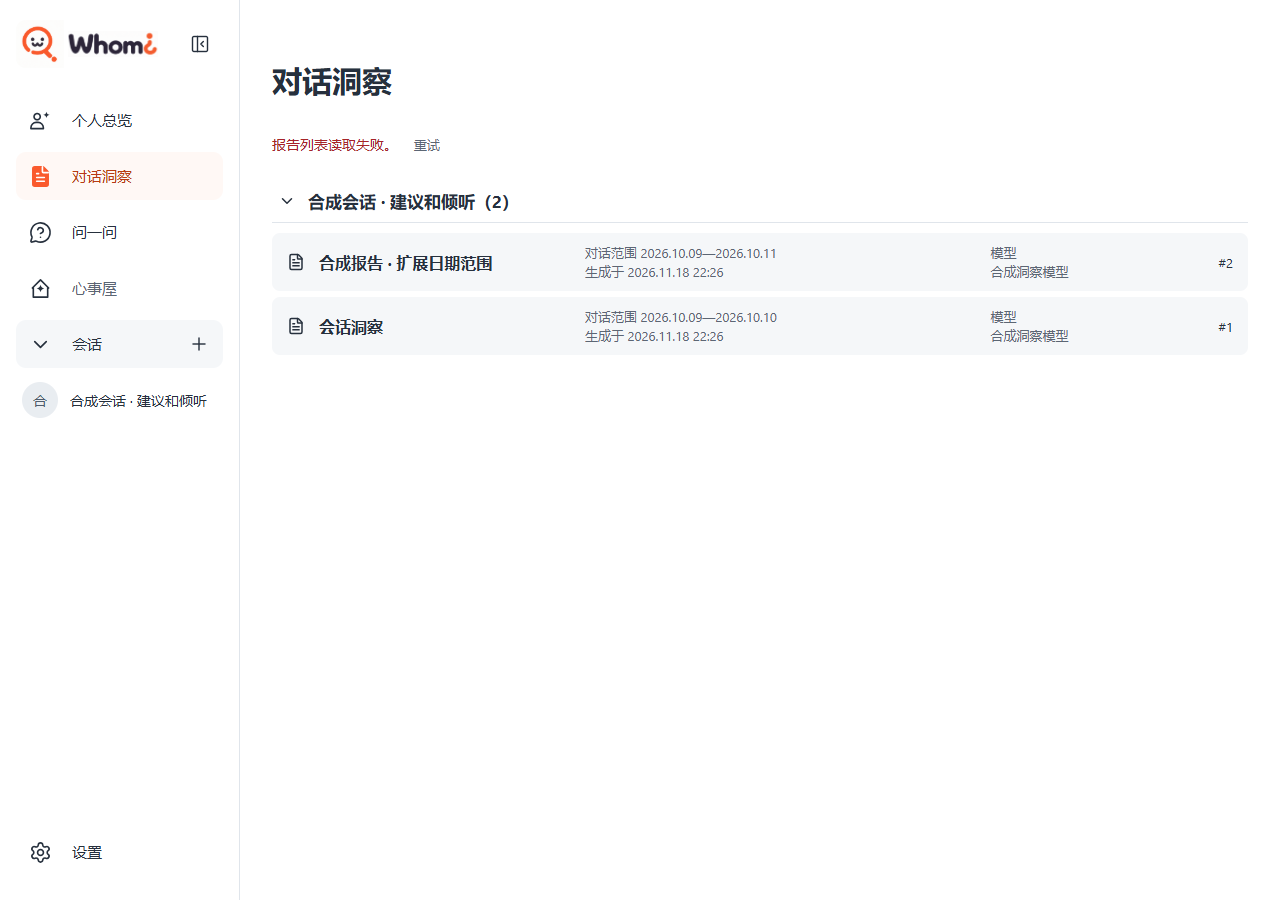 Whomi
个人总览
对话洞察
问一问
心事屋
会话
合 合成会话 · 建议和倾听
设置
对话洞察
报告列表读取失败。 重试
合成会话 · 建议和倾听（2）
合成报告 · 扩展日期范围
对话范围 2026.10.09—2026.10.11
生成于 2026.11.18 22:26
模型
合成洞察模型
#2
会话洞察
对话范围 2026.10.09—2026.10.10
生成于 2026.11.18 22:26
模型
合成洞察模型
#1